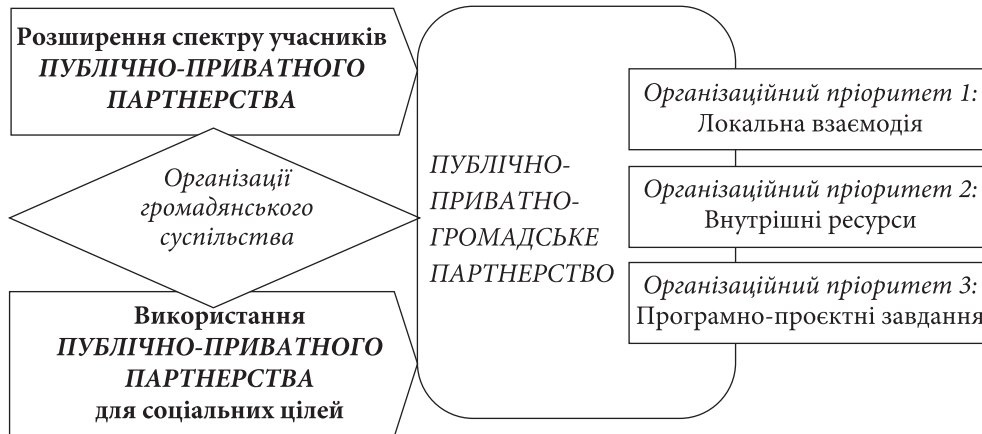 Розширення спектру учасників
ПУБЛІЧНО-ПРИВАТНОГО
ПАРТНЕРСТВА
Організації
громадянського
суспільства
Використання
ПУБЛІЧНО-ПРИВАТНОГО
ПАРТНЕРСТВА
для соціальних цілей
ПУБЛІЧНО-
ПРИВАТНО-
ГРОМАДСЬКЕ
ПАРТНЕРСТВО
Організаційний пріоритет 1:
Локальна взаємодія
Організаційний пріоритет 2:
Внутрішні ресурси
Організаційний пріоритет 3:
Програмно-проєктні завдання